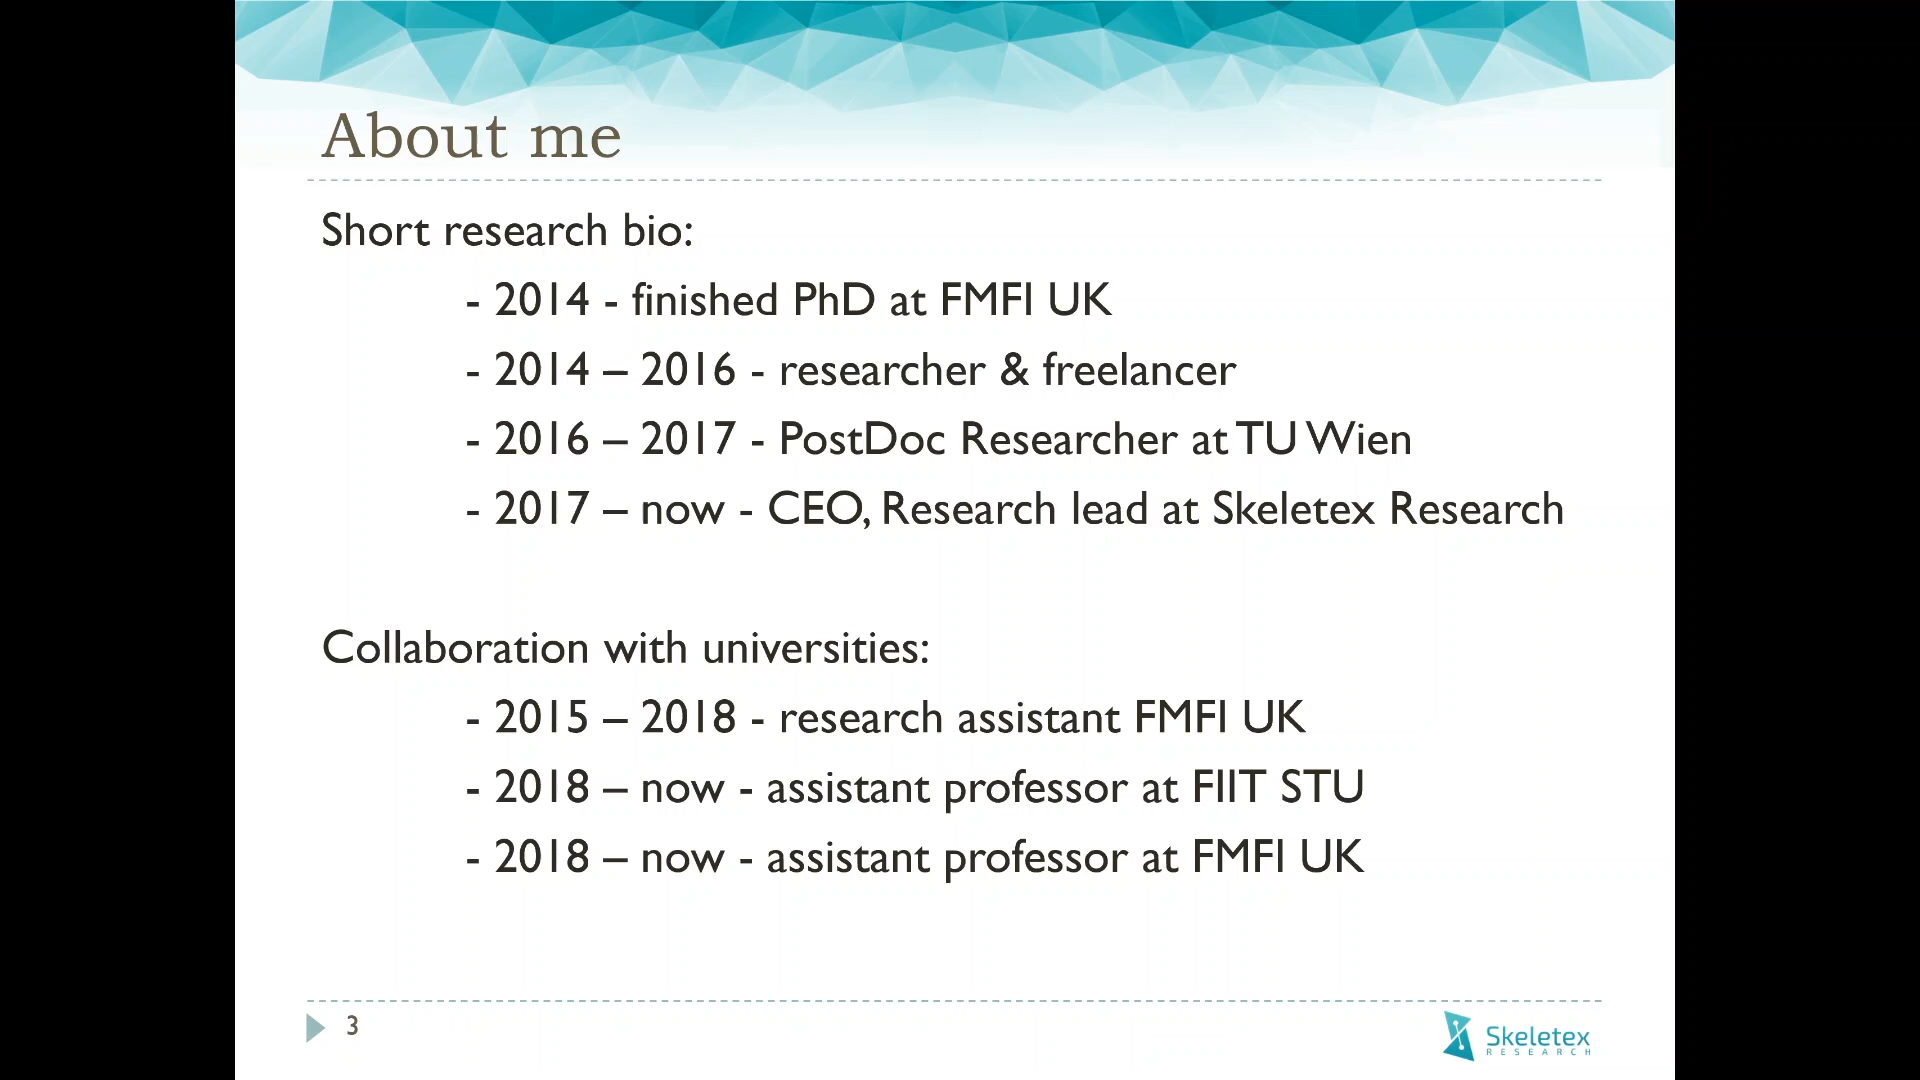 About me
Short research bio:
- 2014 - finished PhD at FMFI UK
- 2014 – 2016 - researcher & freelancer
- 2016 – 2017 - PostDoc Researcher at TU Wien
- 2017 – now - CEO, Research lead at Skeletex Research
Collaboration with universities:
- 2015 – 2018 - research assistant FMFI UK
- 2018 – now - assistant professor at FIIT STU
- 2018 – now - assistant professor at FMFI UK
3
Skeletex
RESEARCH